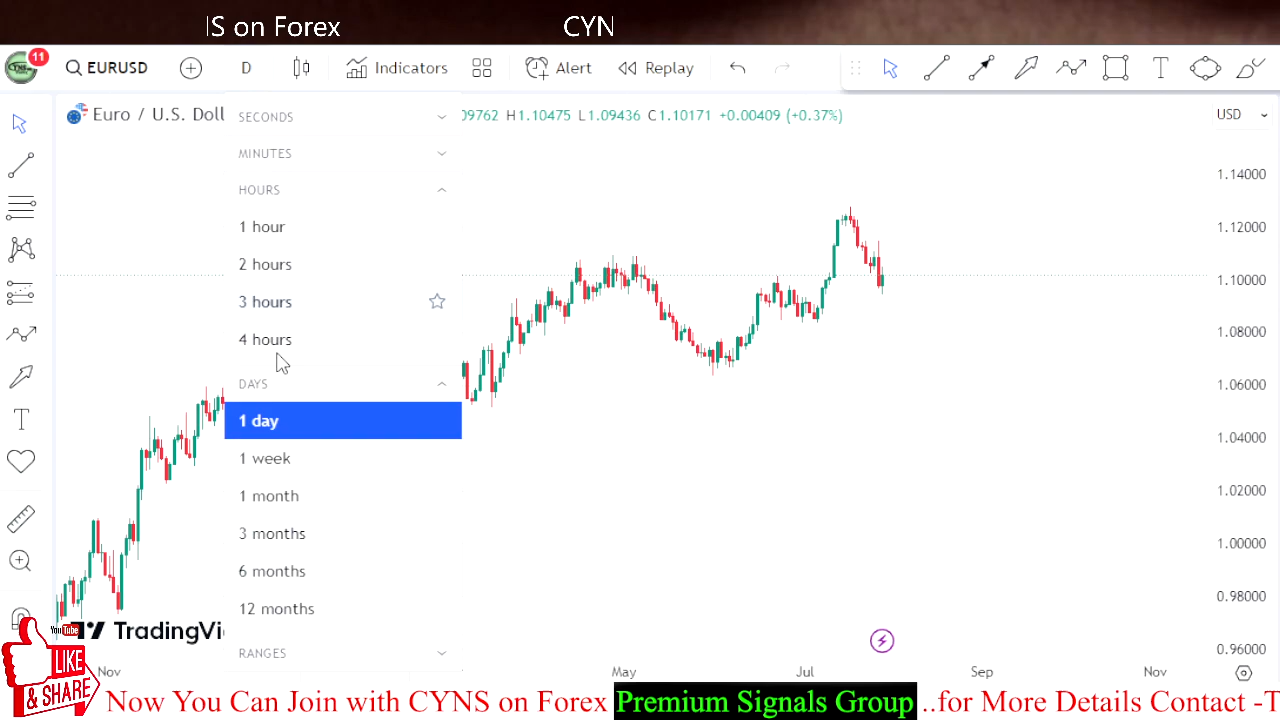 S on Forex CYN
11 EURUSD D Indicators Alert Replay
Euro / U.S. Doll 09762 H1.10475 L1.09436 C1.10171 +0.00409 (+0.37%) USD
SECONDS
MINUTES
HOURS
1 hour
2 hours
3 hours
4 hours
DAYS
1 day
1 week
1 month
3 months
6 months
12 months
RANGES
1.14000
1.12000
1.10000
1.08000
1.06000
1.04000
1.02000
1.00000
0.98000
0.96000
TradingVi
Nov May Jul Sep Nov
YouTube
LIKE
& SHARE
Now You Can Join with CYNS on Forex Premium Signals Group ..for More Details Contact -T